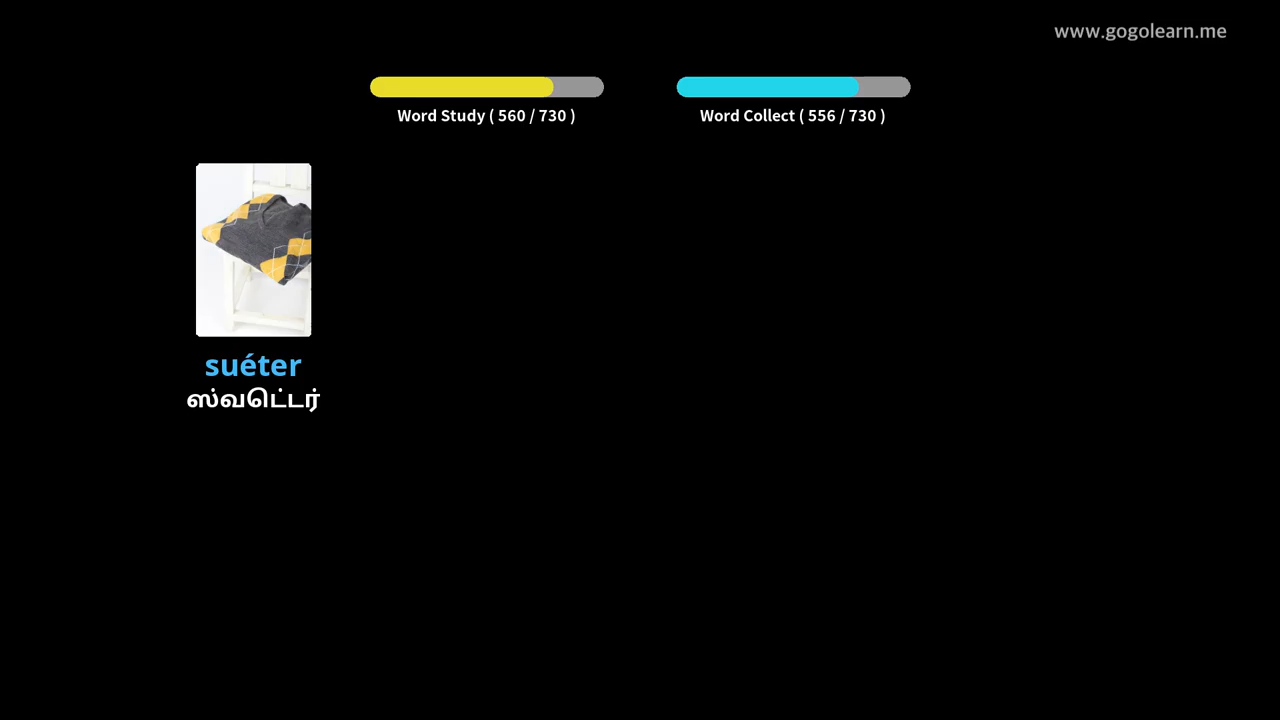 www.gogolearn.me
Word Study ( 560 / 730 )
Word Collect ( 556 / 730 )
suéter
ஸ்வெட்டர்